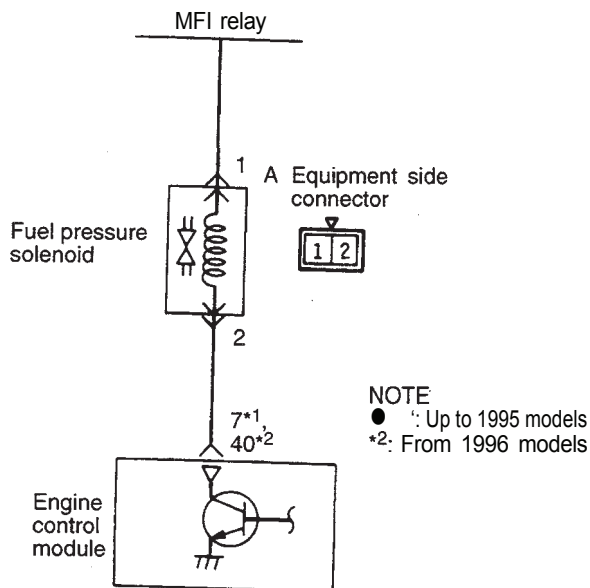 MFI relay
1
A Equipment side
connector
Fuel pressure
solenoid
1 2
2
NOTE
● ‘: Up to 1995 models
*2: From 1996 models
7*1,
40*2
Engine
control
module